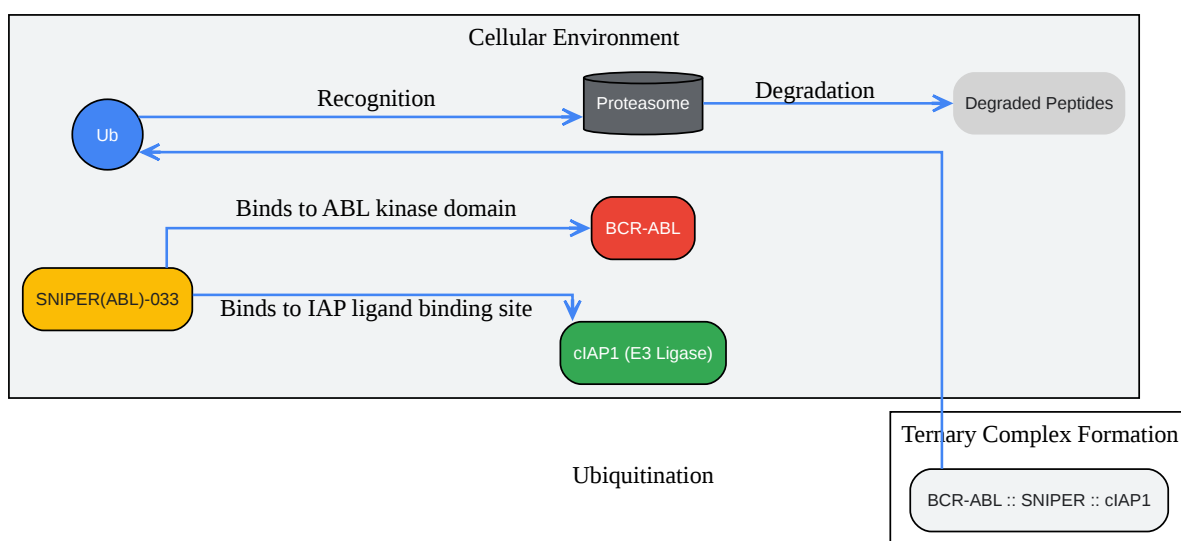 Cellular Environment
Recognition
Proteasome
Degradation
Degraded Peptides
Ub
Binds to ABL kinase domain
BCR-ABL
SNIPER(ABL)-033
Binds to IAP ligand binding site
cIAP1 (E3 Ligase)
Ternary Complex Formation
Ubiquitination
BCR-ABL :: SNIPER :: cIAP1